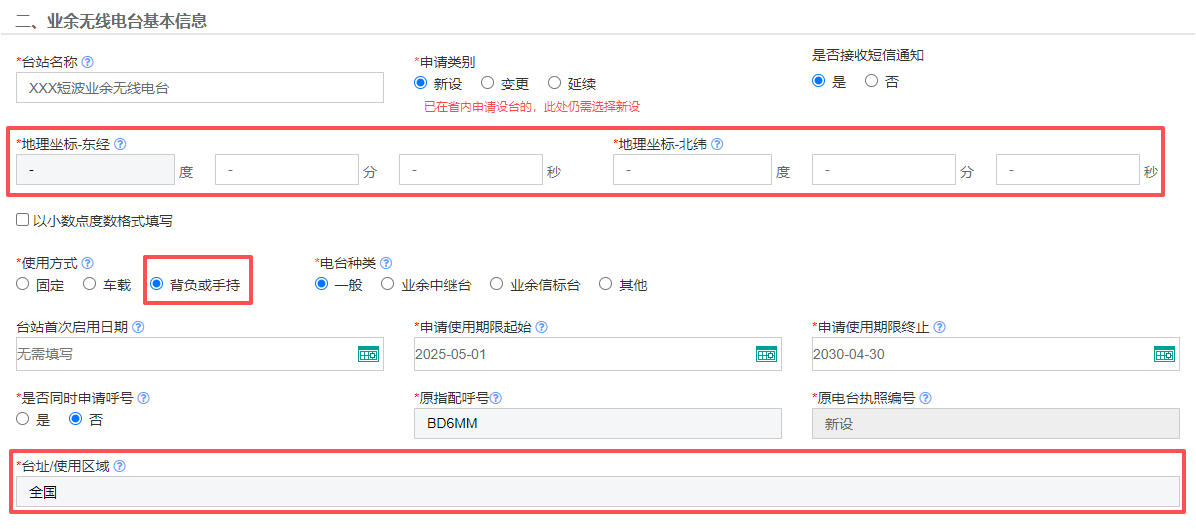 二、业余无线电台基本信息
*台站名称 *申请类别 是否接收短信通知
XXX短波业余无线电台 新设 变更 延续 是 否
已在省内申请设台的，此处仍需选择新设
*地理坐标-东经 *地理坐标-北纬
- 度 - 分 - 秒 - 度 - 分 - 秒
以小数点度数格式填写
*使用方式 *电台种类
固定 车载 背负或手持 一般 业余中继台 业余信标台 其他
台站首次启用日期 *申请使用期限起始 *申请使用期限终止
无需填写 2025-05-01 2030-04-30
*是否同时申请呼号 *原指配呼号 *原电台执照编号
是 否 BD6MM 新设
*台址/使用区域
全国